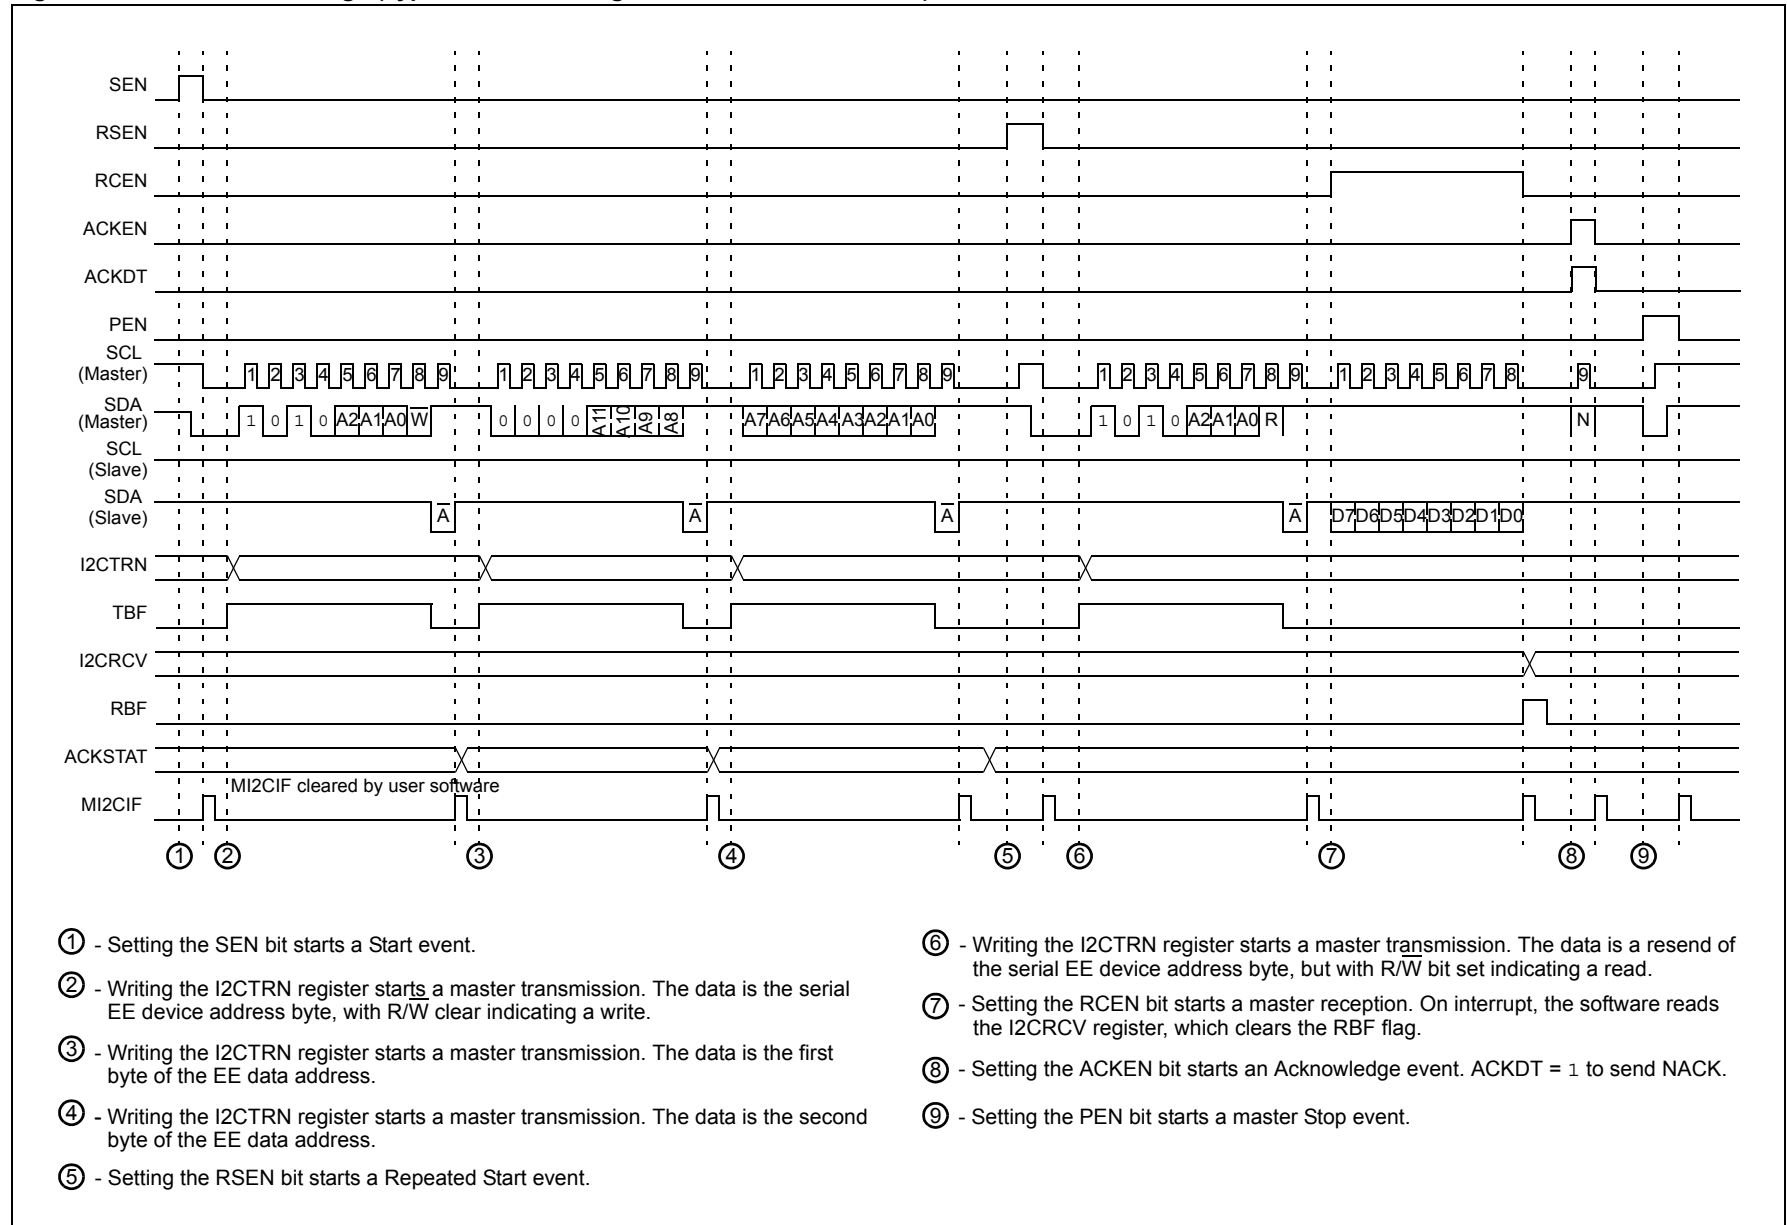 SEN
RSEN
RCEN
ACKEN
ACKDT
PEN
SCL
(Master)
1 2 3 4 5 6 7 8 9 1 2 3 4 5 6 7 8 9 1 2 3 4 5 6 7 8 9 1 2 3 4 5 6 7 8 9 1 2 3 4 5 6 7 8 9
SDA
(Master)
1 0 1 0 A2 A1 A0 W̅ 0 0 0 0 A11 A10 A9 A8 A7 A6 A5 A4 A3 A2 A1 A0 1 0 1 0 A2 A1 A0 R N
SCL
(Slave)
SDA
(Slave)
A̅ A̅ A̅ A̅ D7 D6 D5 D4 D3 D2 D1 D0
I2CTRN
TBF
I2CRCV
RBF
ACKSTAT
MI2CIF cleared by user software
MI2CIF
① ② ③ ④ ⑤ ⑥ ⑦ ⑧ ⑨
① - Setting the SEN bit starts a Start event.
② - Writing the I2CTRN register starts a master transmission. The data is the serial
EE device address byte, with R/W̅ clear indicating a write.
③ - Writing the I2CTRN register starts a master transmission. The data is the first
byte of the EE data address.
④ - Writing the I2CTRN register starts a master transmission. The data is the second
byte of the EE data address.
⑤ - Setting the RSEN bit starts a Repeated Start event.
⑥ - Writing the I2CTRN register starts a master transmission. The data is a resend of
the serial EE device address byte, but with R/W̅ bit set indicating a read.
⑦ - Setting the RCEN bit starts a master reception. On interrupt, the software reads
the I2CRCV register, which clears the RBF flag.
⑧ - Setting the ACKEN bit starts an Acknowledge event. ACKDT = 1 to send NACK.
⑨ - Setting the PEN bit starts a master Stop event.